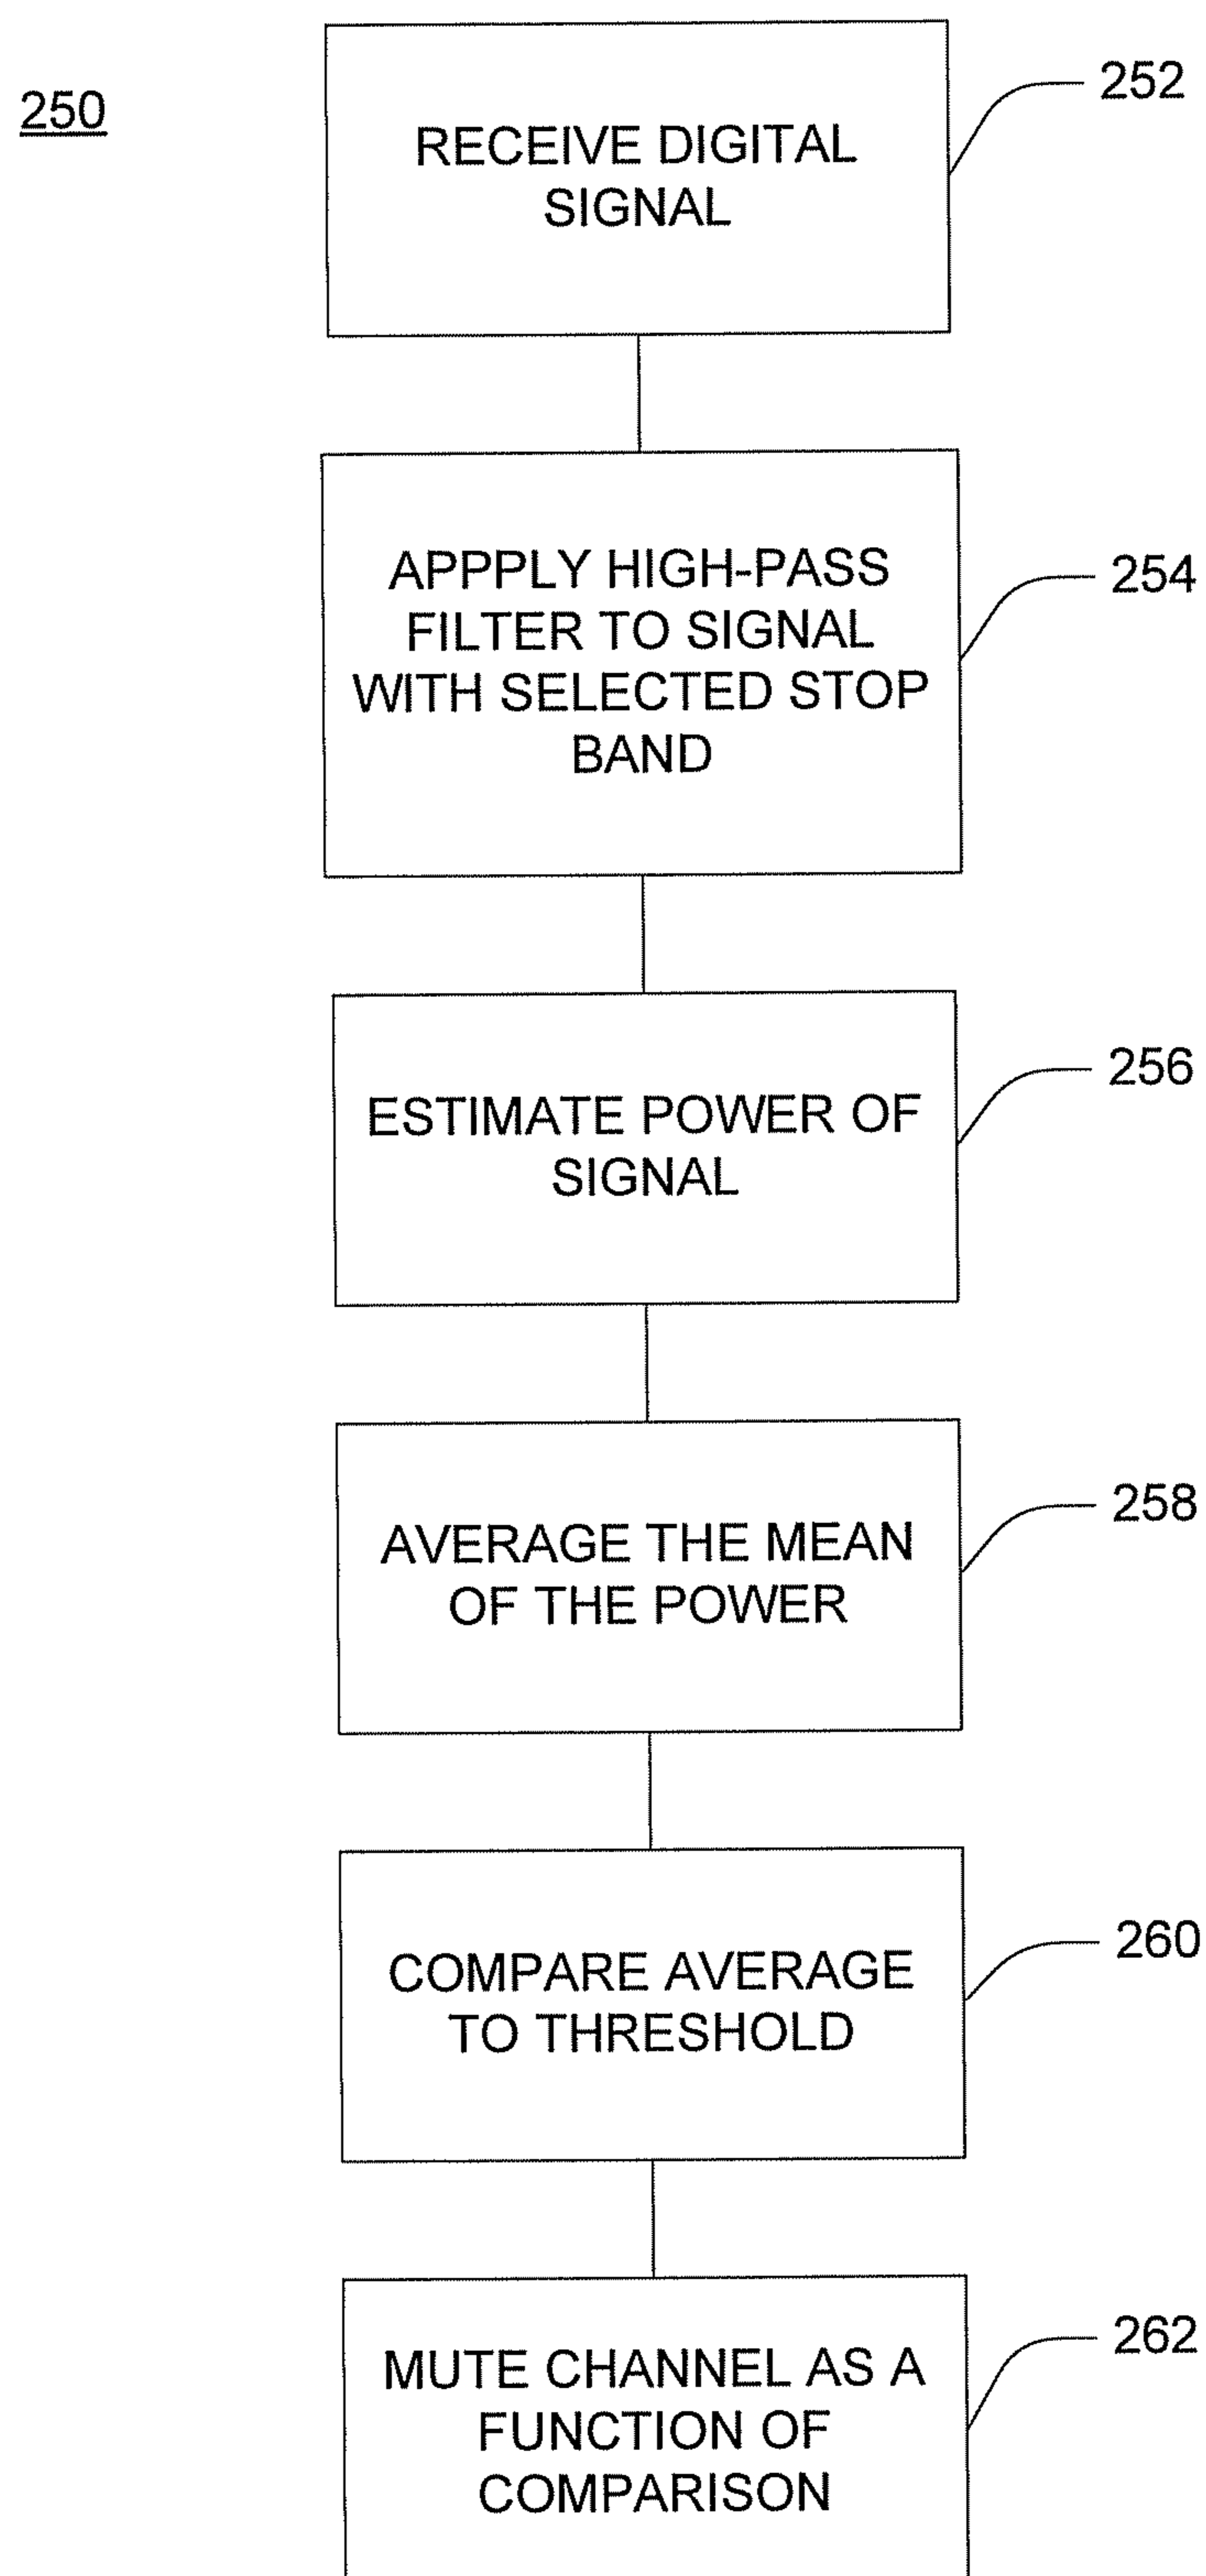 250
252
RECEIVE DIGITAL
SIGNAL
254
APPPLY HIGH-PASS
FILTER TO SIGNAL
WITH SELECTED STOP
BAND
256
ESTIMATE POWER OF
SIGNAL
258
AVERAGE THE MEAN
OF THE POWER
260
COMPARE AVERAGE
TO THRESHOLD
262
MUTE CHANNEL AS A
FUNCTION OF
COMPARISON